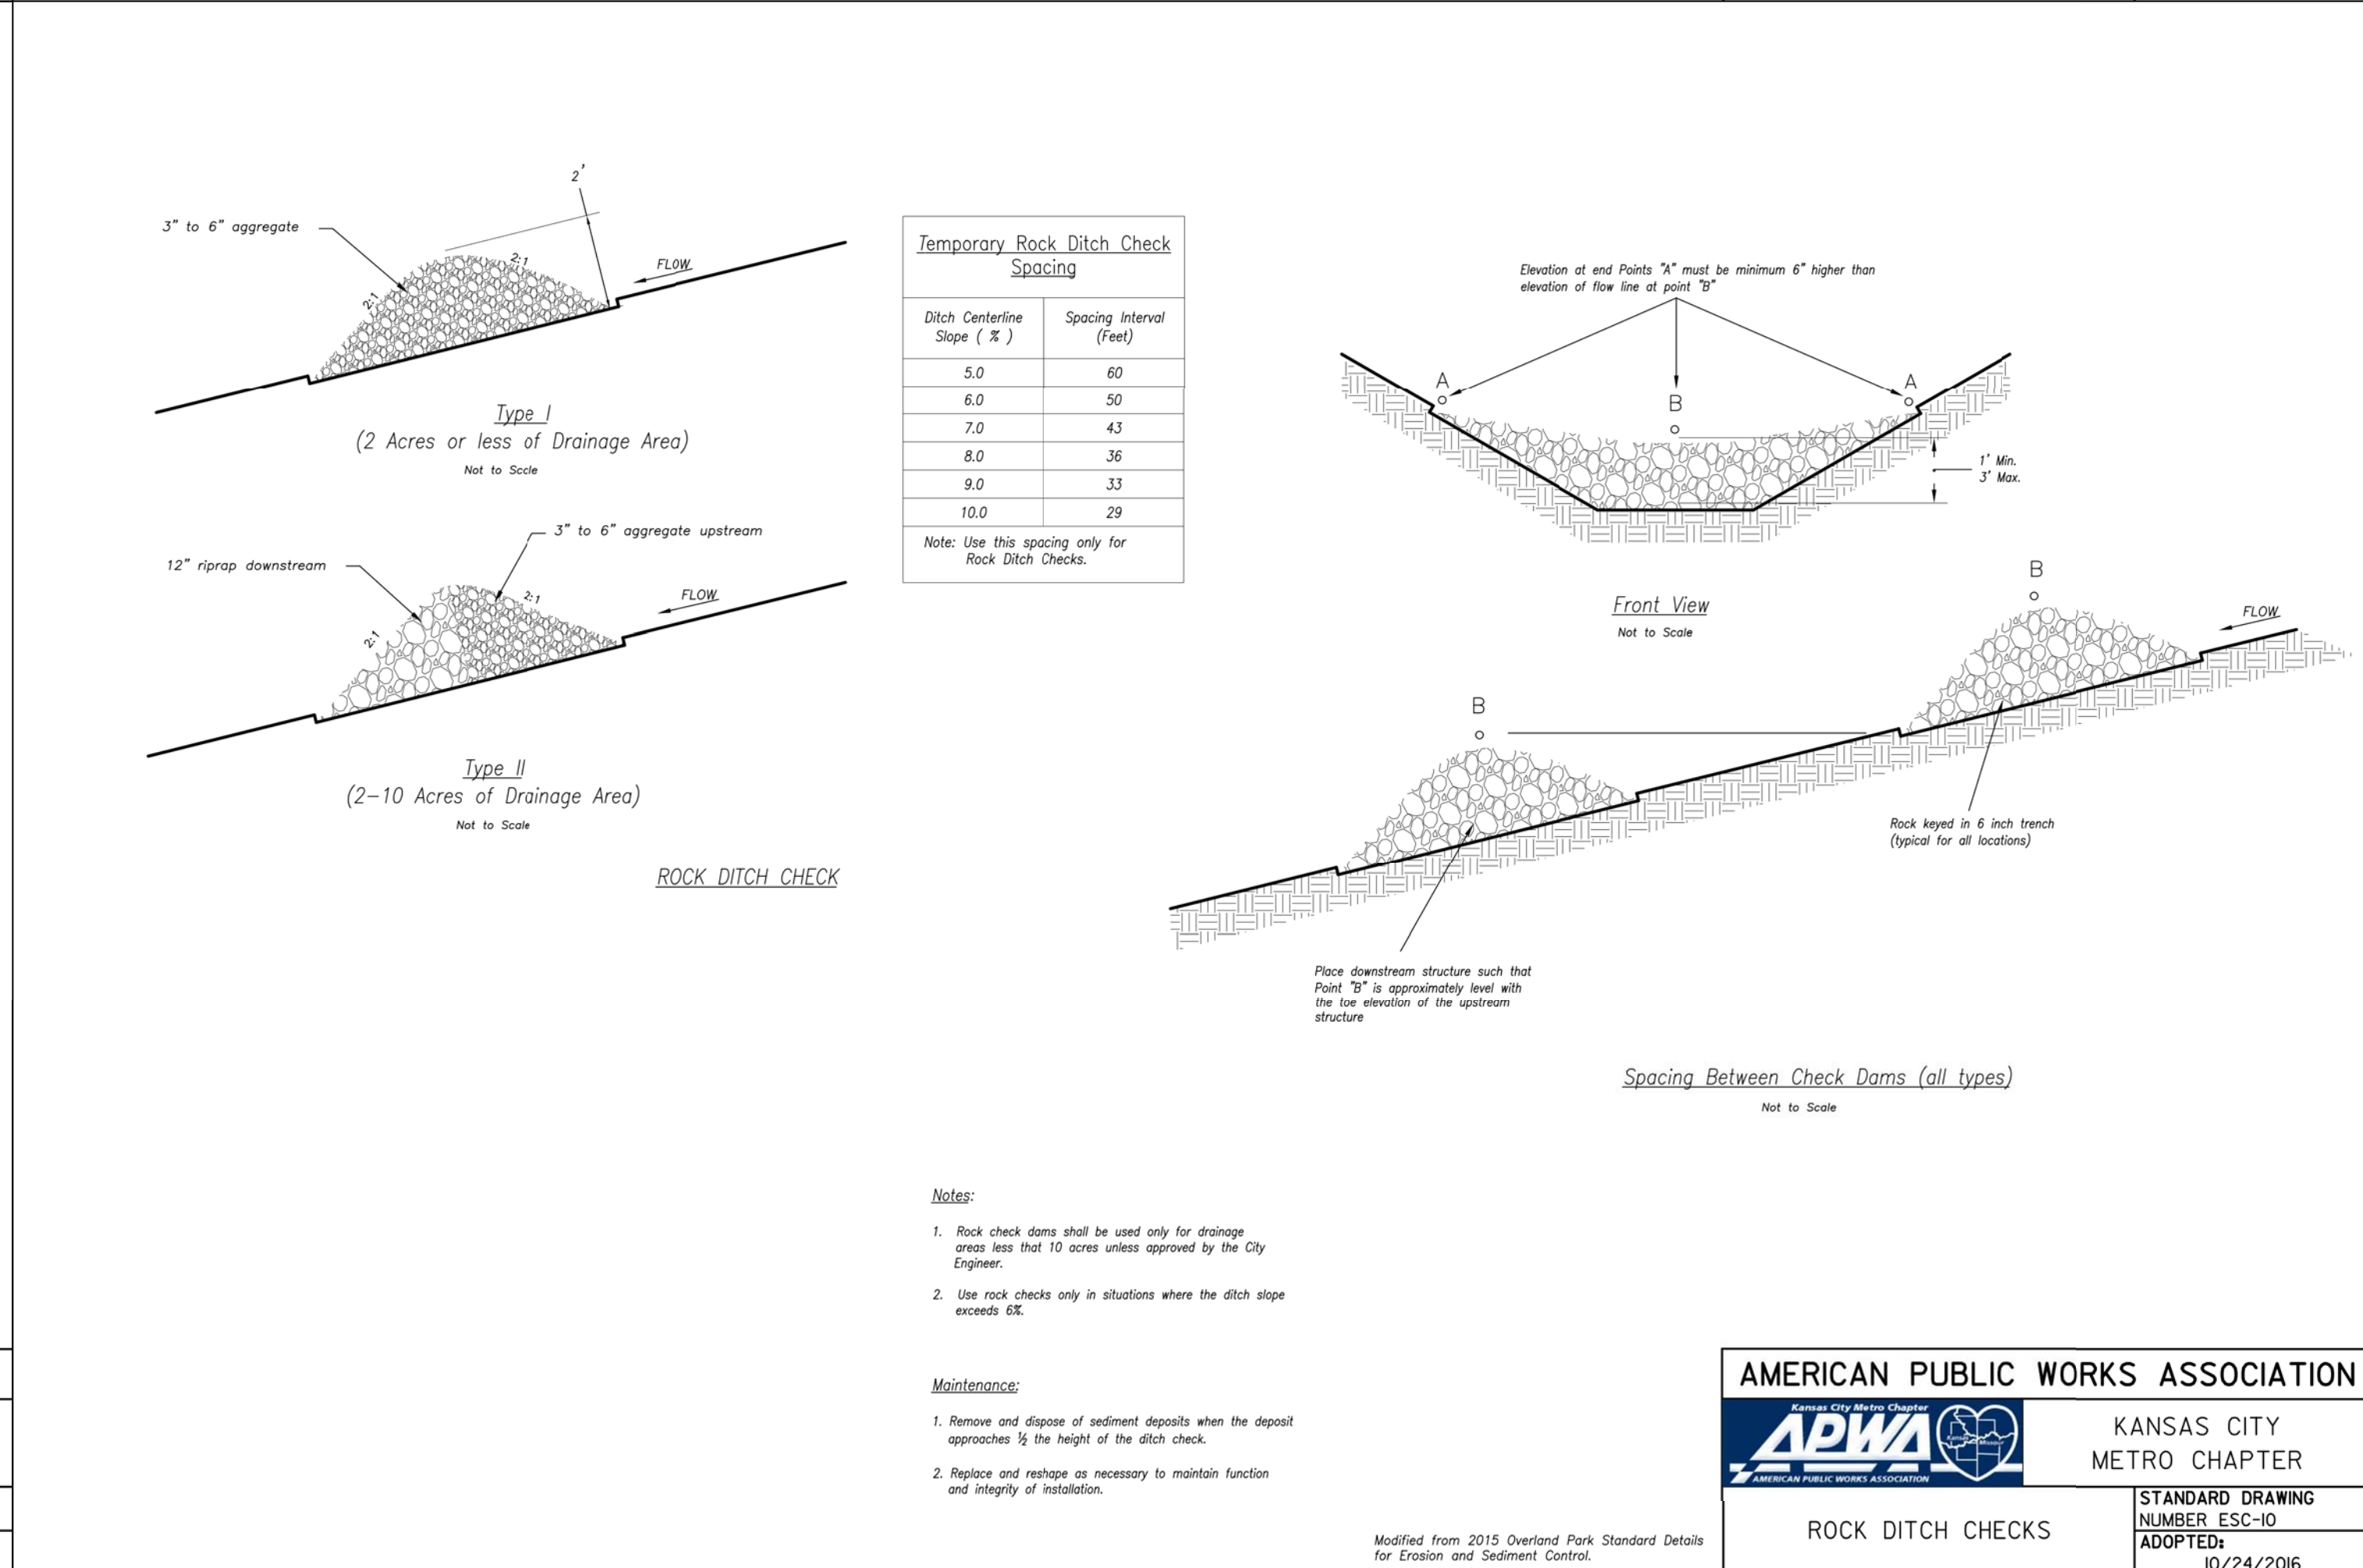 2'
3" to 6" aggregate
2:1
2:1
FLOW
Type I
(2 Acres or less of Drainage Area)
Not to Sccle
3" to 6" aggregate upstream
12" riprap downstream
2:1
2:1
FLOW
Type II
(2-10 Acres of Drainage Area)
Not to Scale
ROCK DITCH CHECK
Temporary Rock Ditch Check
Spacing
Ditch Centerline
Slope ( % )
Spacing Interval
(Feet)
5.0 60
6.0 50
7.0 43
8.0 36
9.0 33
10.0 29
Note: Use this spacing only for
Rock Ditch Checks.
Elevation at end Points "A" must be minimum 6" higher than
elevation of flow line at point "B"
A
B
A
1' Min.
3' Max.
Front View
Not to Scale
B
FLOW
B
Rock keyed in 6 inch trench
(typical for all locations)
Place downstream structure such that
Point "B" is approximately level with
the toe elevation of the upstream
structure
Spacing Between Check Dams (all types)
Not to Scale
Notes:
1. Rock check dams shall be used only for drainage
areas less that 10 acres unless approved by the City
Engineer.
2. Use rock checks only in situations where the ditch slope
exceeds 6%.
Maintenance:
1. Remove and dispose of sediment deposits when the deposit
approaches ½ the height of the ditch check.
2. Replace and reshape as necessary to maintain function
and integrity of installation.
Modified from 2015 Overland Park Standard Details
for Erosion and Sediment Control.
AMERICAN PUBLIC WORKS ASSOCIATION
Kansas City Metro Chapter
APWA
Kansas
Missouri
AMERICAN PUBLIC WORKS ASSOCIATION
KANSAS CITY
METRO CHAPTER
ROCK DITCH CHECKS
STANDARD DRAWING
NUMBER ESC-10
ADOPTED:
10/24/2016